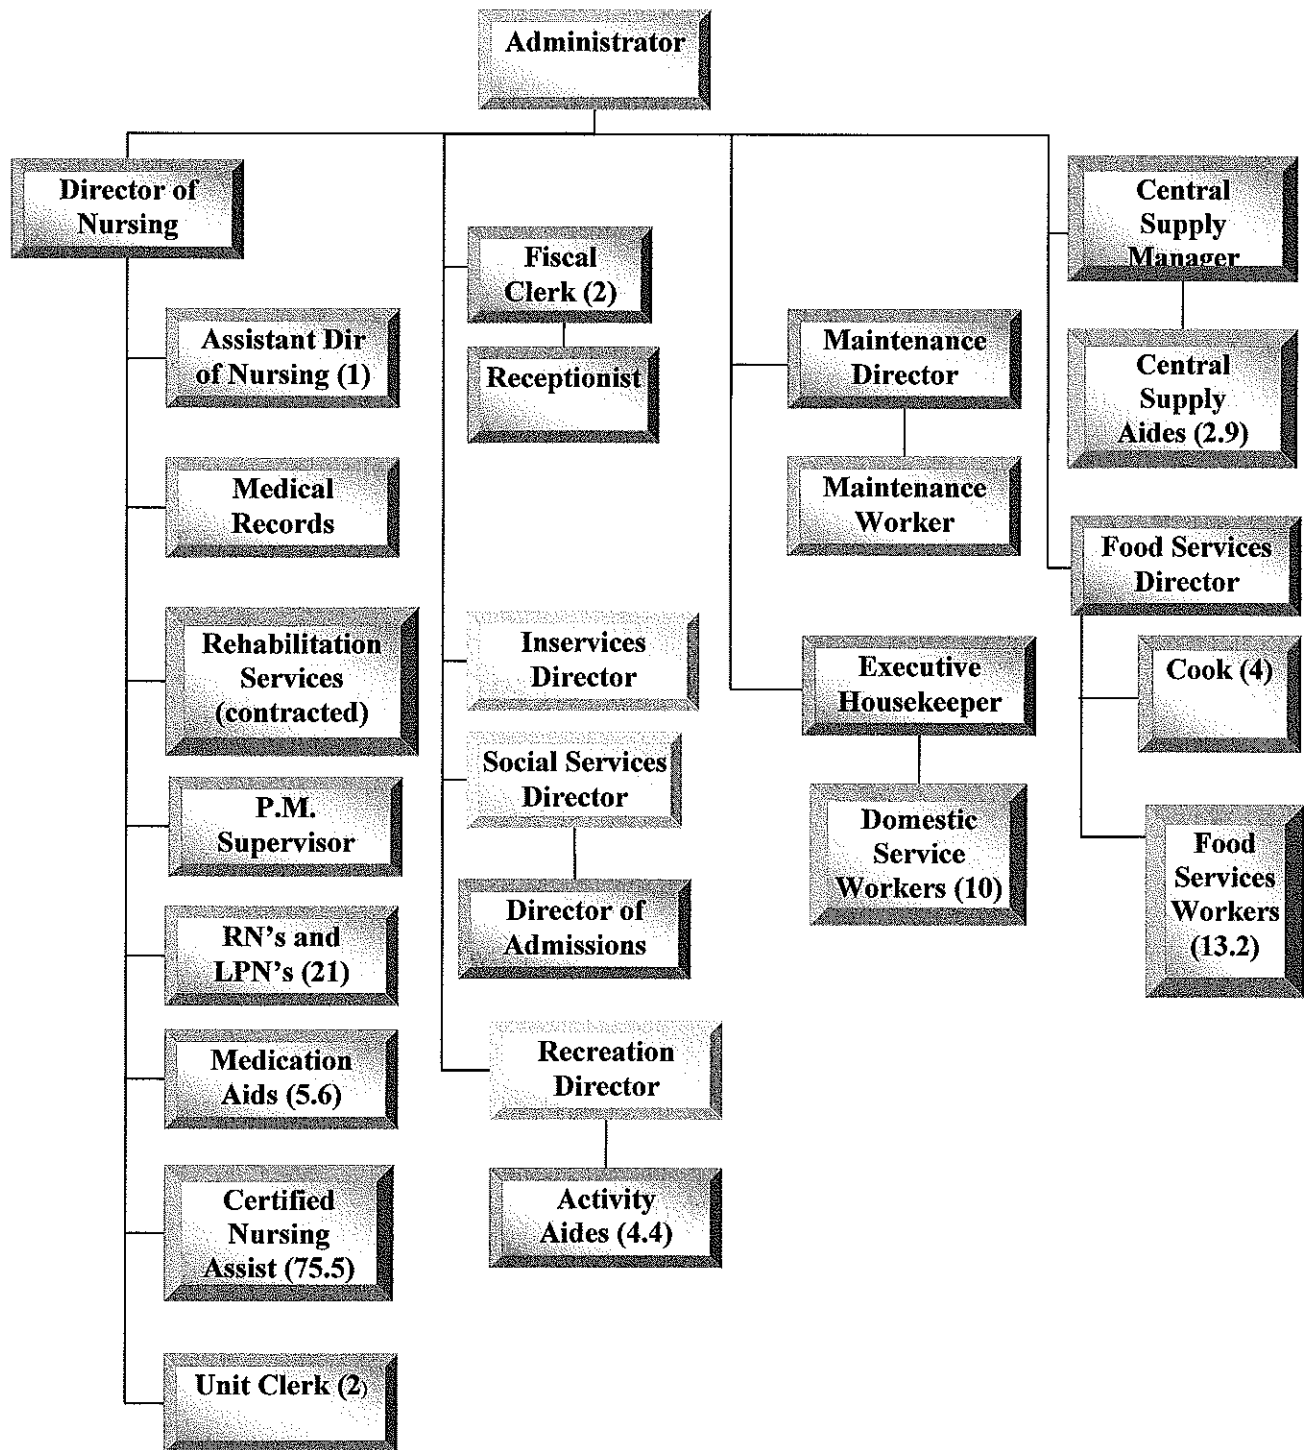 Administrator
Director of
Nursing
Assistant Dir
of Nursing (1)
Medical
Records
Rehabilitation
Services
(contracted)
P.M.
Supervisor
RN's and
LPN's (21)
Medication
Aids (5.6)
Certified
Nursing
Assist (75.5)
Unit Clerk (2)
Fiscal
Clerk (2)
Receptionist
Inservices
Director
Social Services
Director
Director of
Admissions
Recreation
Director
Activity
Aides (4.4)
Maintenance
Director
Maintenance
Worker
Executive
Housekeeper
Domestic
Service
Workers (10)
Central
Supply
Manager
Central
Supply
Aides (2.9)
Food Services
Director
Cook (4)
Food
Services
Workers
(13.2)